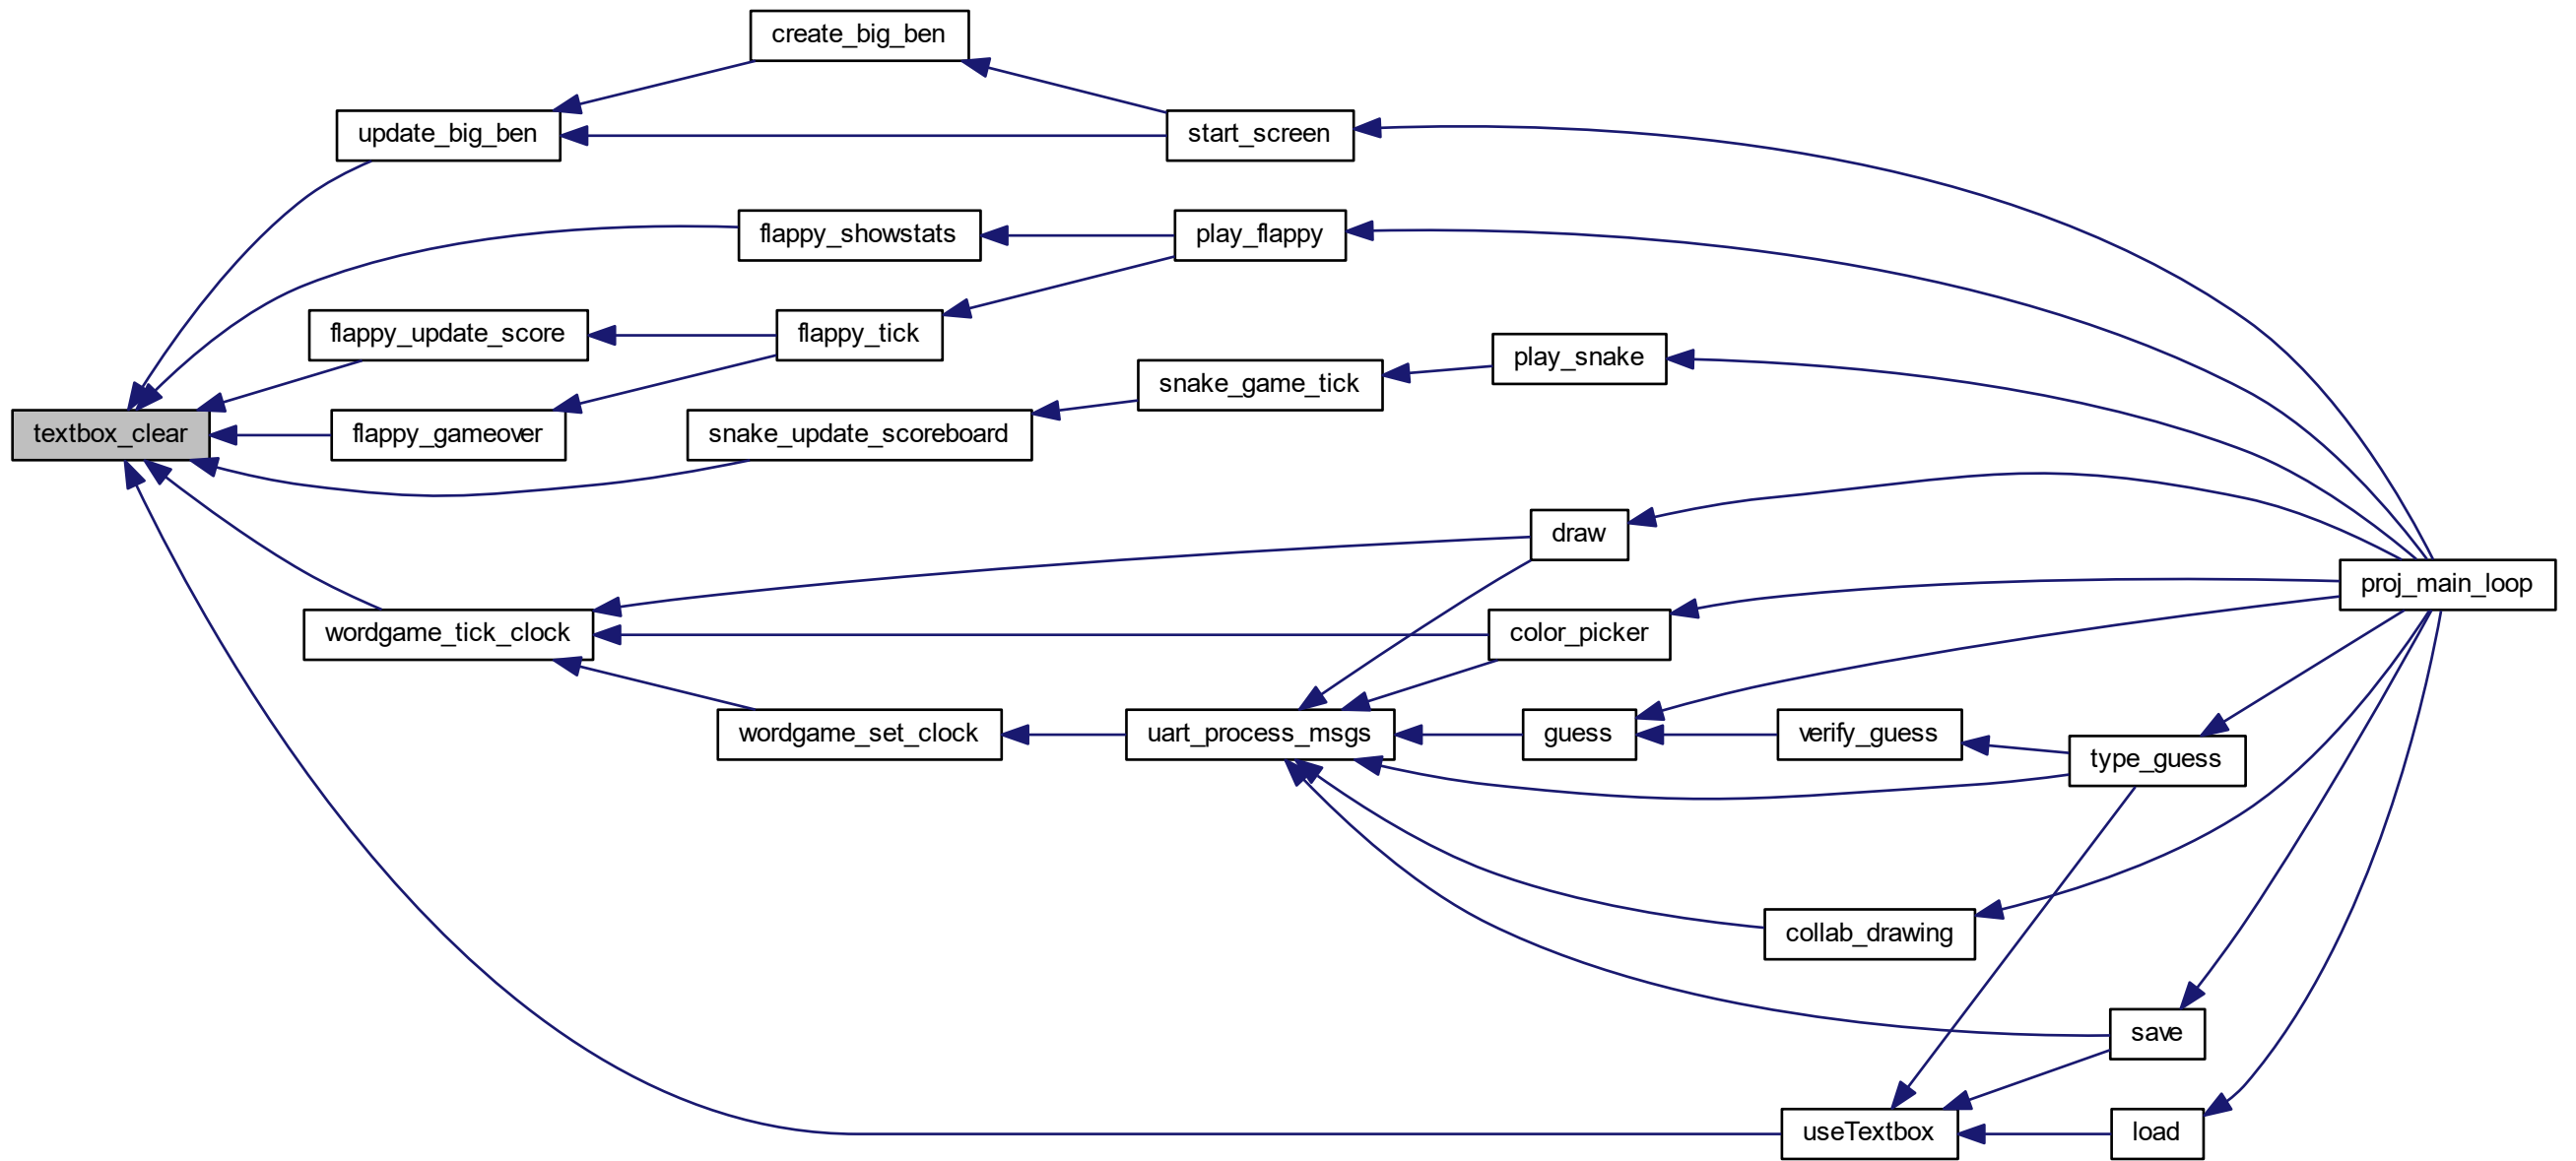 create_big_ben
update_big_ben
start_screen
flappy_showstats
play_flappy
flappy_update_score
flappy_tick
play_snake
snake_game_tick
textbox_clear
flappy_gameover
snake_update_scoreboard
draw
proj_main_loop
wordgame_tick_clock
color_picker
wordgame_set_clock
uart_process_msgs
guess
verify_guess
type_guess
collab_drawing
save
useTextbox
load